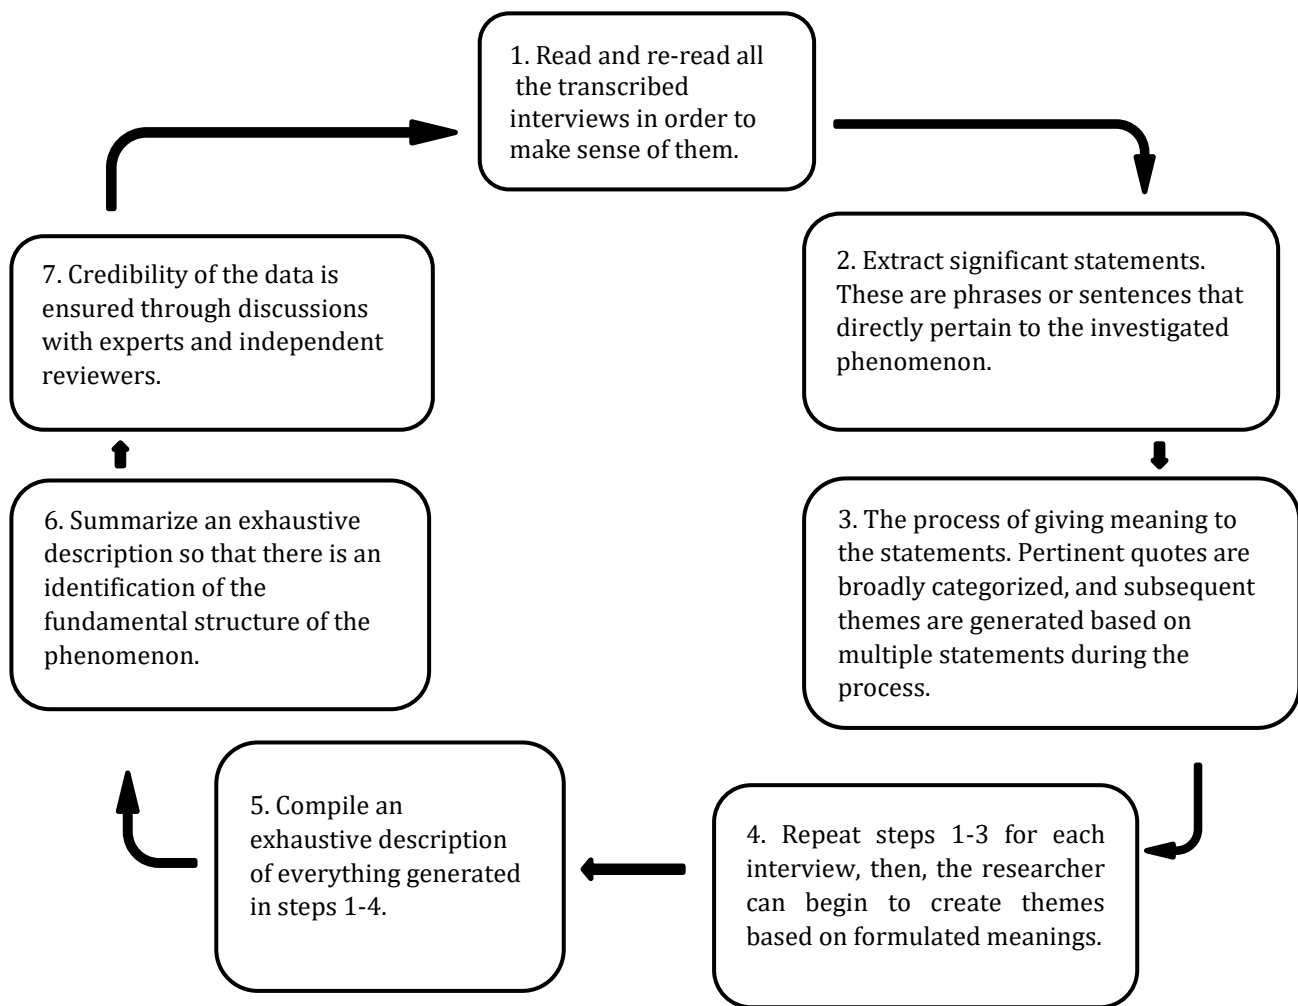 1. Read and re-read all
the transcribed
interviews in order to
make sense of them.
2. Extract significant statements.
These are phrases or sentences that
directly pertain to the investigated
phenomenon.
3. The process of giving meaning to
the statements. Pertinent quotes are
broadly categorized, and subsequent
themes are generated based on
multiple statements during the
process.
4. Repeat steps 1-3 for each
interview, then, the researcher
can begin to create themes
based on formulated meanings.
5. Compile an
exhaustive description
of everything generated
in steps 1-4.
6. Summarize an exhaustive
description so that there is an
identification of the
fundamental structure of the
phenomenon.
7. Credibility of the data is
ensured through discussions
with experts and independent
reviewers.